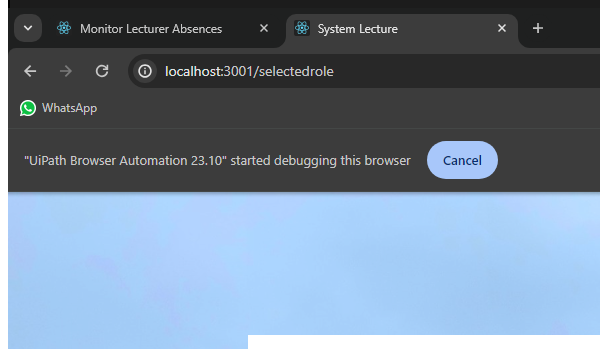 Monitor Lecturer Absences
System Lecture
localhost:3001/selectedrole
WhatsApp
"UiPath Browser Automation 23.10" started debugging this browser
Cancel